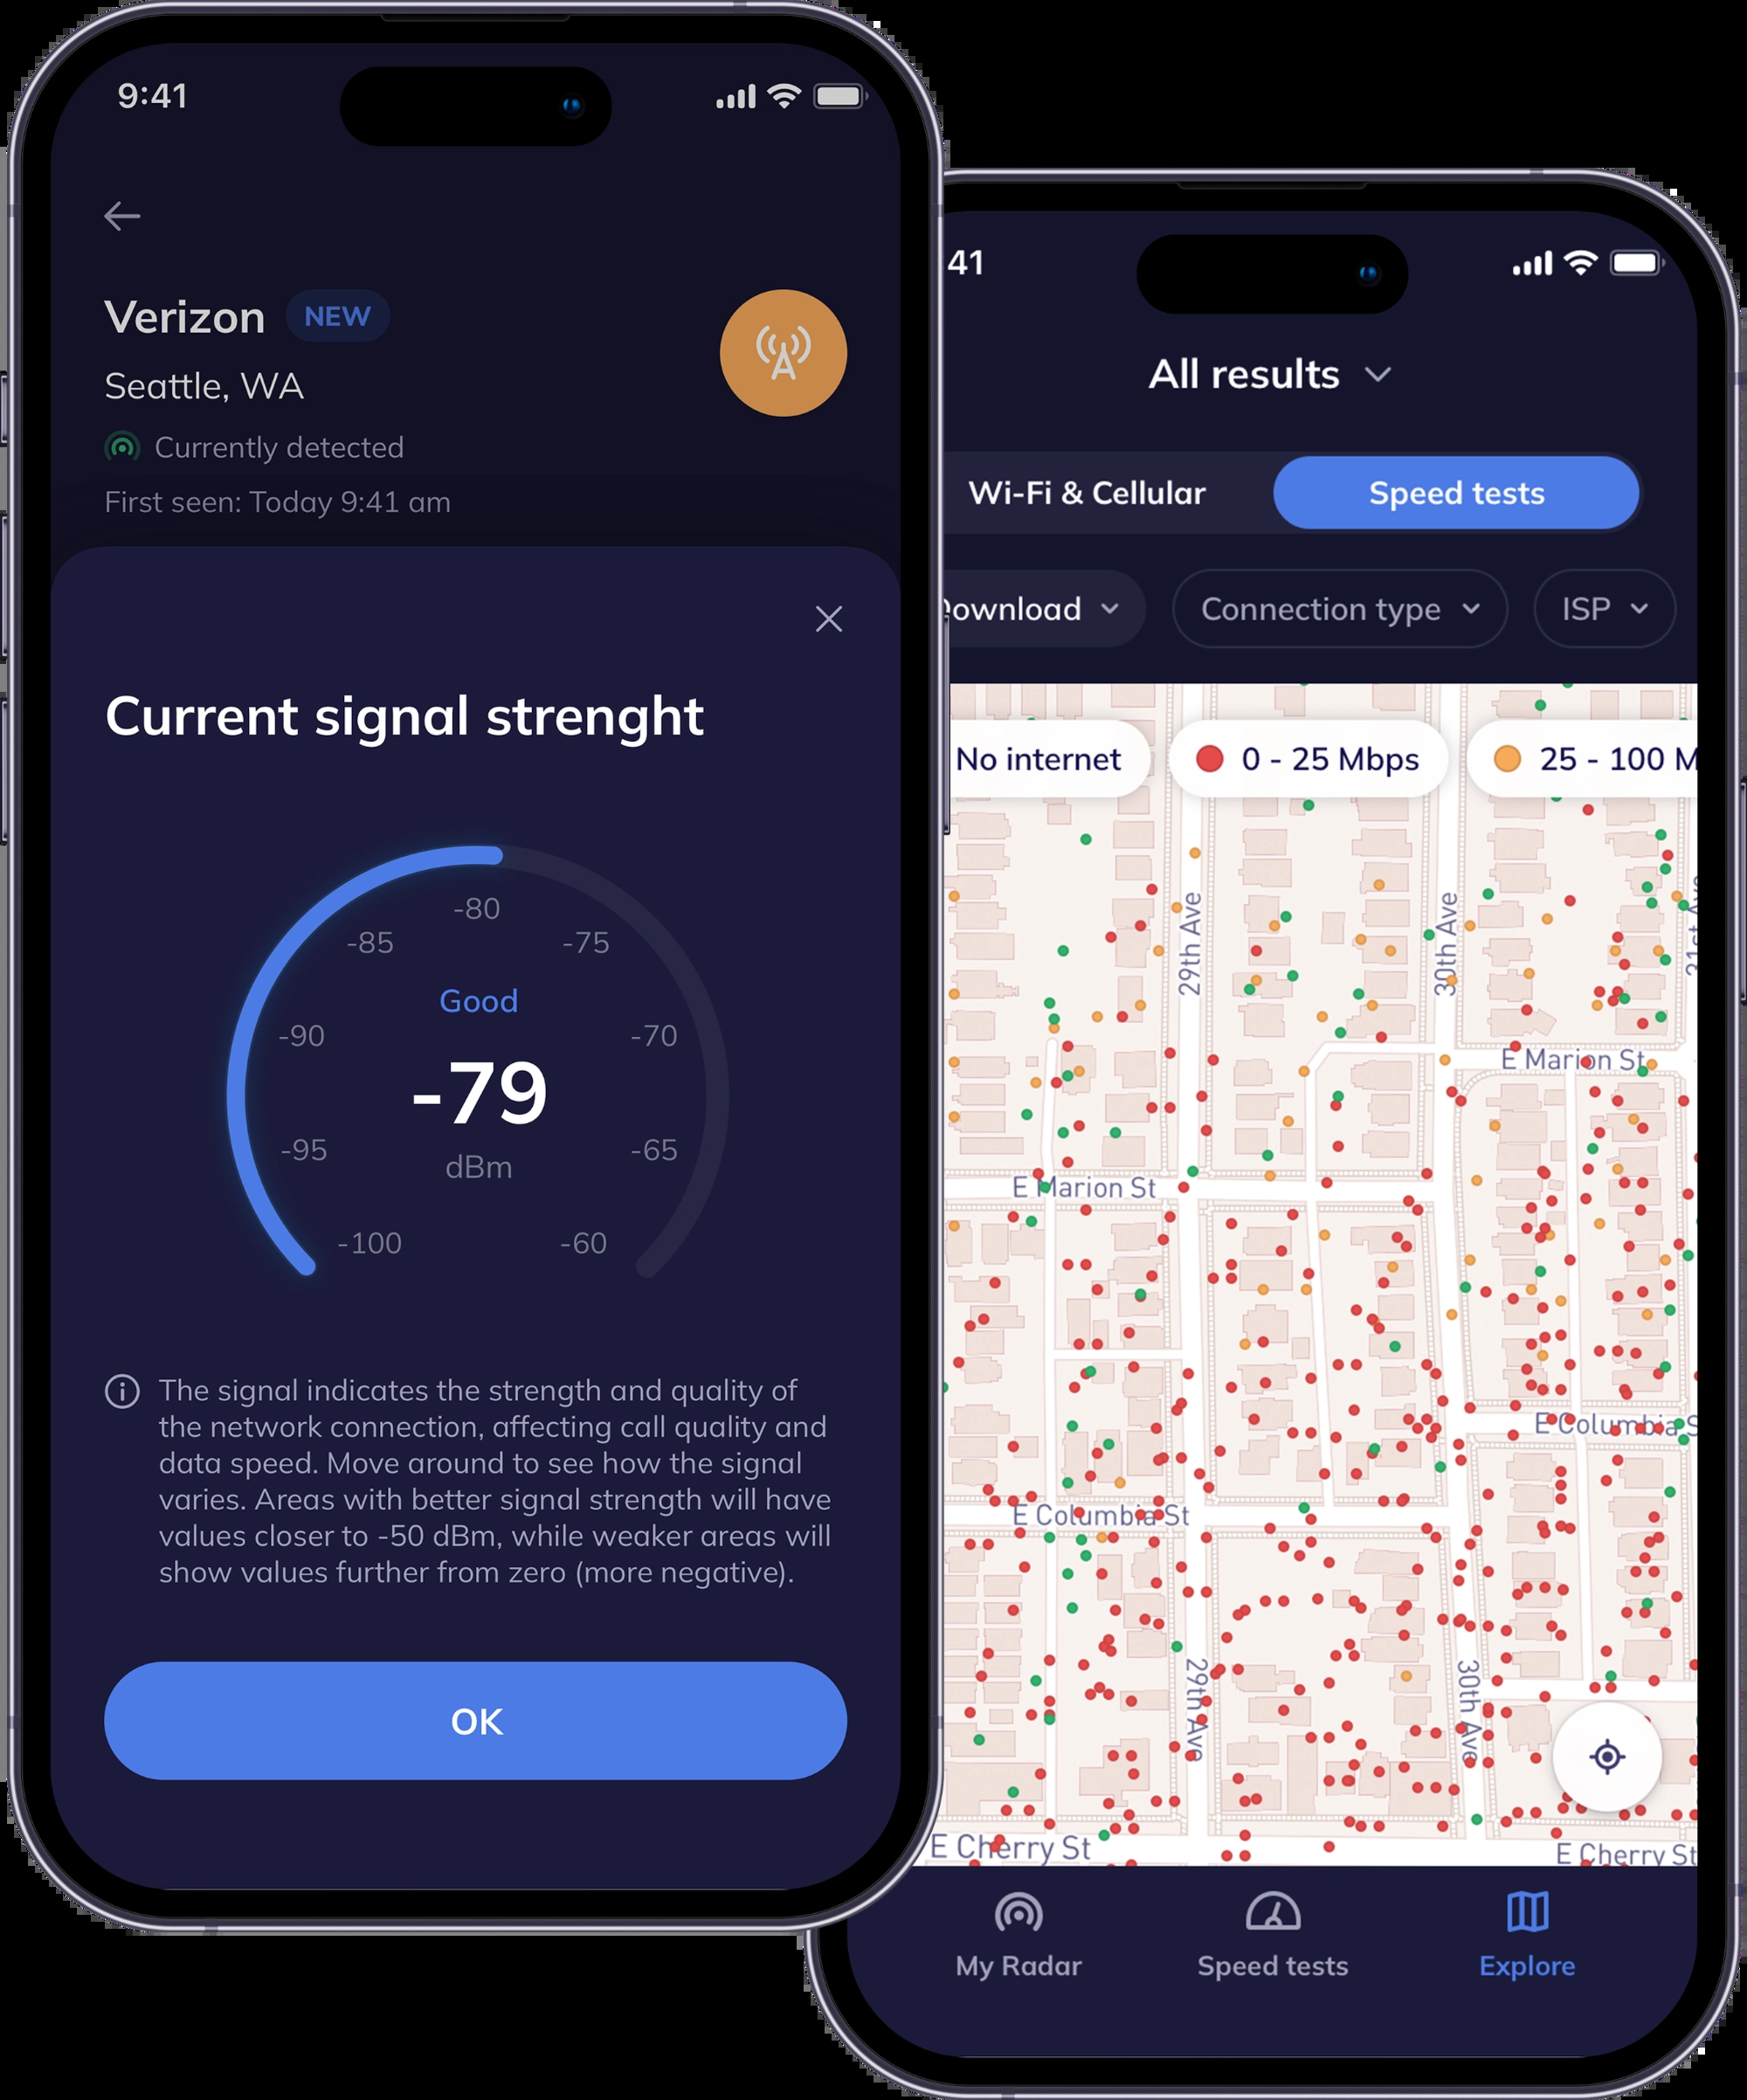 9:41
Verizon NEW
Seattle, WA
Currently detected
First seen: Today 9:41 am
Current signal strenght
-80
-85 -75
Good
-90 -70
-79
-95 -65
dBm
-100 -60
The signal indicates the strength and quality of
the network connection, affecting call quality and
data speed. Move around to see how the signal
varies. Areas with better signal strength will have
values closer to -50 dBm, while weaker areas will
show values further from zero (more negative).
OK
41
All results
Wi-Fi & Cellular Speed tests
ownload Connection type ISP
No internet 0 - 25 Mbps 25 - 100 M
29th Ave 30th Ave 31st Ave
E Marion St
E Marion St
E Columbia S
E Columbia St
29th Ave 30th Ave
E Cherry St E Cherry St
My Radar Speed tests Explore